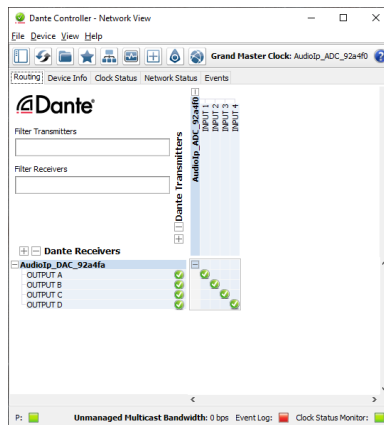 Dante Controller - Network View
File Device View Help
Grand Master Clock: AudioIp_ADC_92a4f0
?
Routing Device Info Clock Status Network Status Events
Dante®
Filter Transmitters
Filter Receivers
Dante Transmitters
AudioIp_ADC_92a4f0
INPUT 1
INPUT 2
INPUT 3
INPUT 4
Dante Receivers
AudioIp_DAC_92a4fa
OUTPUT A
OUTPUT B
OUTPUT C
OUTPUT D
P: Unmanaged Multicast Bandwidth: 0 bps Event Log: Clock Status Monitor: